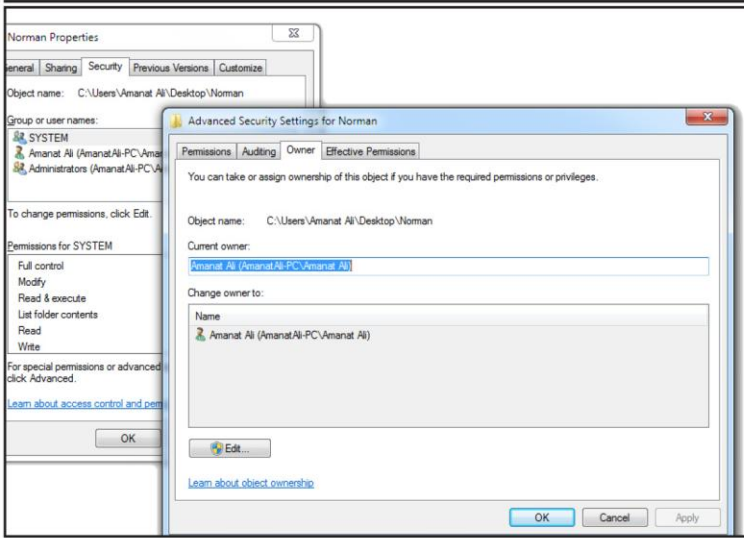 Norman Properties
General Sharing Security Previous Versions Customize
Object name: C:\Users\Amanat Ali\Desktop\Norman
Group or user names:
SYSTEM
Amanat Ali (AmanatAli-PC\Amar
Administrators (AmanatAli-PC\A
To change permissions, click Edit.
Permissions for SYSTEM
Full control
Modify
Read & execute
List folder contents
Read
Write
For special permissions or advanced
click Advanced.
Learn about access control and perm
OK
Advanced Security Settings for Norman
Permissions Auditing Owner Effective Permissions
You can take or assign ownership of this object if you have the required permissions or privileges.
Object name: C:\Users\Amanat Ali\Desktop\Norman
Current owner:
Amanat Ali (AmanatAli-PC\Amanat Ali)
Change owner to:
Name
Amanat Ali (AmanatAli-PC\Amanat Ali)
Edit...
Learn about object ownership
OK Cancel Apply